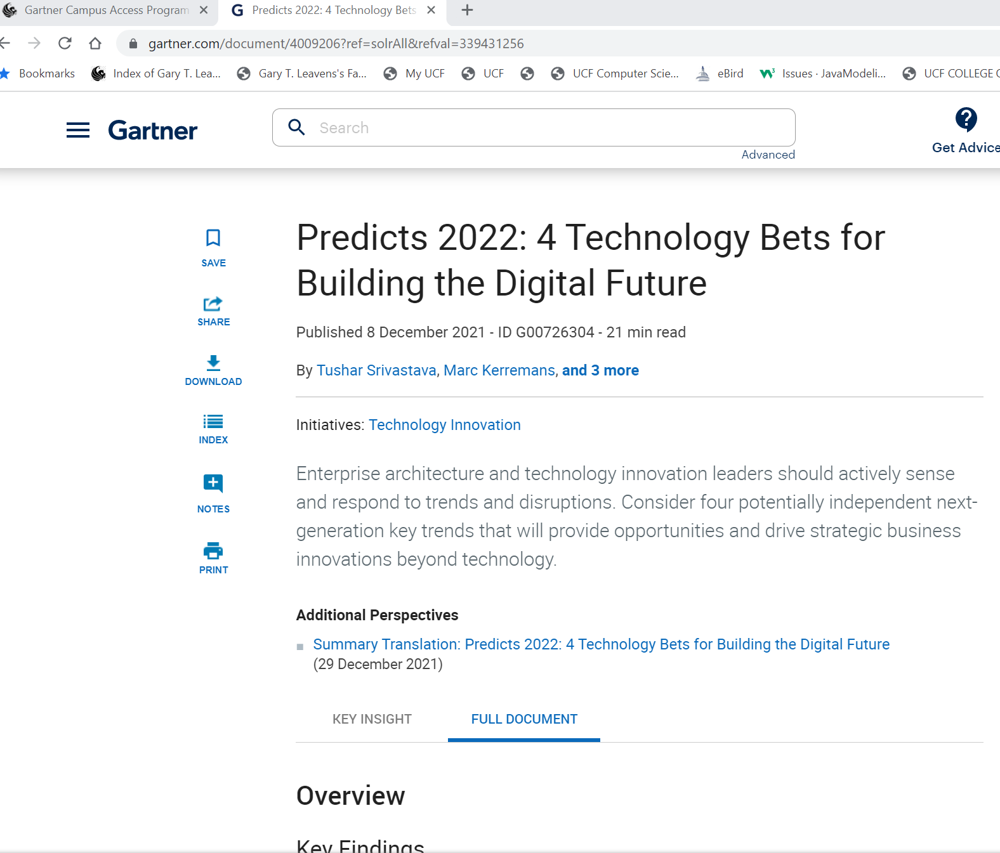 Gartner Campus Access Program
Predicts 2022: 4 Technology Bets
gartner.com/document/4009206?ref=solrAll&refval=339431256
Bookmarks Index of Gary T. Lea... Gary T. Leavens's Fa... My UCF UCF UCF Computer Scie... eBird Issues · JavaModeli... UCF COLLEGE
Gartner
Search
Advanced
Get Advice
Predicts 2022: 4 Technology Bets for
Building the Digital Future
Published 8 December 2021 - ID G00726304 - 21 min read
By Tushar Srivastava, Marc Kerremans, and 3 more
Initiatives: Technology Innovation
Enterprise architecture and technology innovation leaders should actively sense
and respond to trends and disruptions. Consider four potentially independent next-
generation key trends that will provide opportunities and drive strategic business
innovations beyond technology.
Additional Perspectives
Summary Translation: Predicts 2022: 4 Technology Bets for Building the Digital Future
(29 December 2021)
KEY INSIGHT FULL DOCUMENT
Overview
Key Findings
SAVE
SHARE
DOWNLOAD
INDEX
NOTES
PRINT